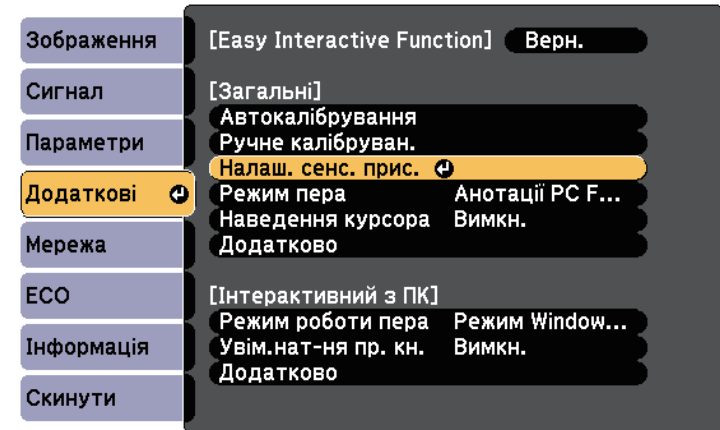 Зображення
Сигнал
Параметри
Додаткові
Мережа
ECO
Інформація
Скинути
[Easy Interactive Function] Верн.
[Загальні]
Автокалібрування
Ручне калібруван.
Налаш. сенс. прис.
Режим пера Анотації PC F...
Наведення курсора Вимкн.
Додатково
[Інтерактивний з ПК]
Режим роботи пера Режим Window...
Увім.нат-ня пр. кн. Вимкн.
Додатково